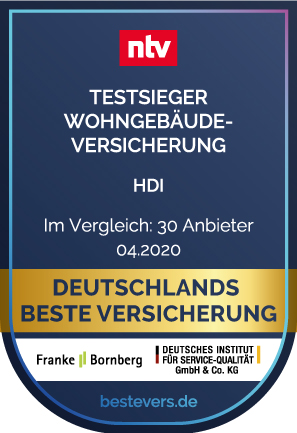 ntv
TESTSIEGER
WOHNGEBÄUDE-
VERSICHERUNG
HDI
Im Vergleich: 30 Anbieter
04.2020
DEUTSCHLANDS
BESTE VERSICHERUNG
Franke Bornberg
DEUTSCHES INSTITUT
FÜR SERVICE-QUALITÄT
GmbH & Co. KG
bestevers.de